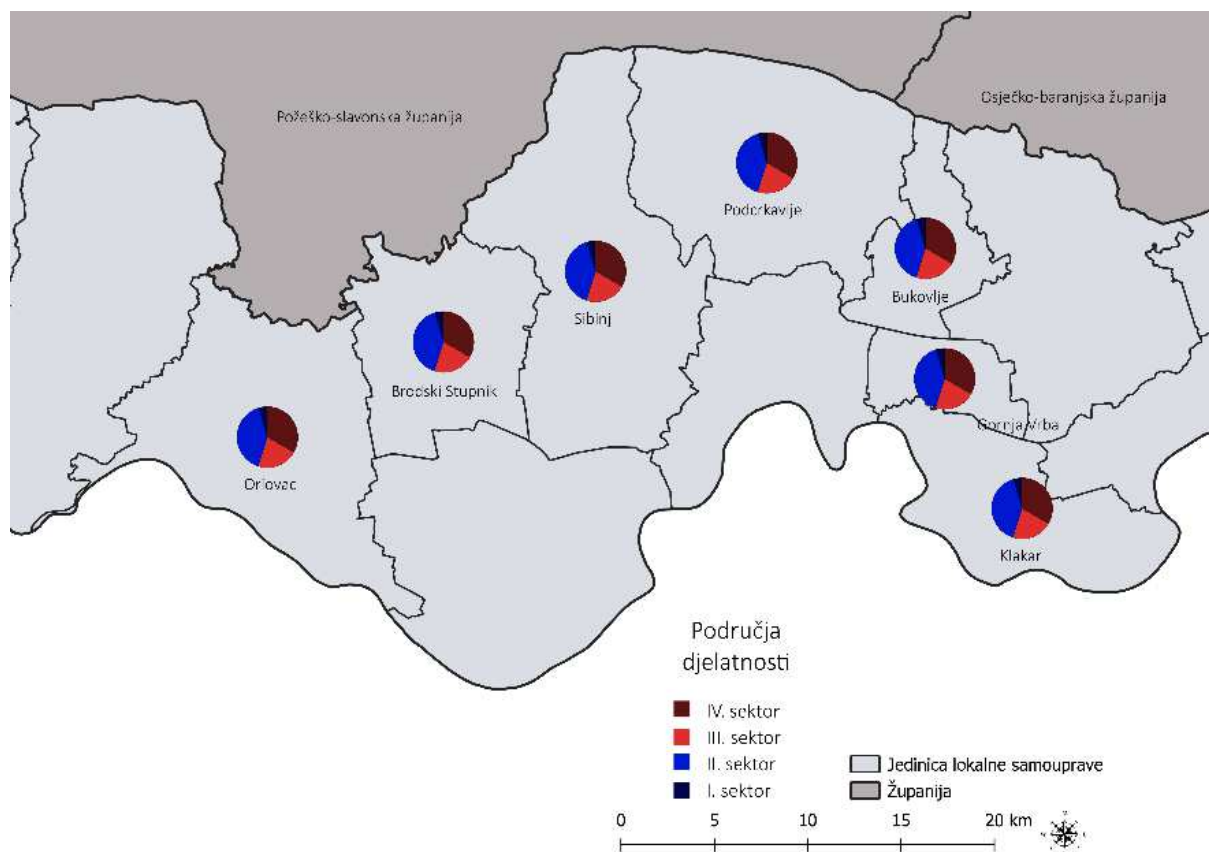 Požeško-slavonska županija
Osječko-baranjska županija
Podcrkavlje
Bukovlje
Sibinj
Brodski Stupnik
Gornja Vrba
Oriovac
Klakar
Područja
djelatnosti
IV. sektor
III. sektor
II. sektor
I. sektor
Jedinica lokalne samouprave
Županija
0 5 10 15 20 km